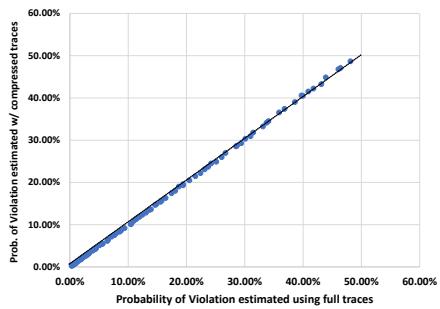 Prob. of Violation estimated w/ compressed traces
60.00%
50.00%
40.00%
30.00%
20.00%
10.00%
0.00%
0.00% 10.00% 20.00% 30.00% 40.00% 50.00% 60.00%
Probability of Violation estimated using full traces